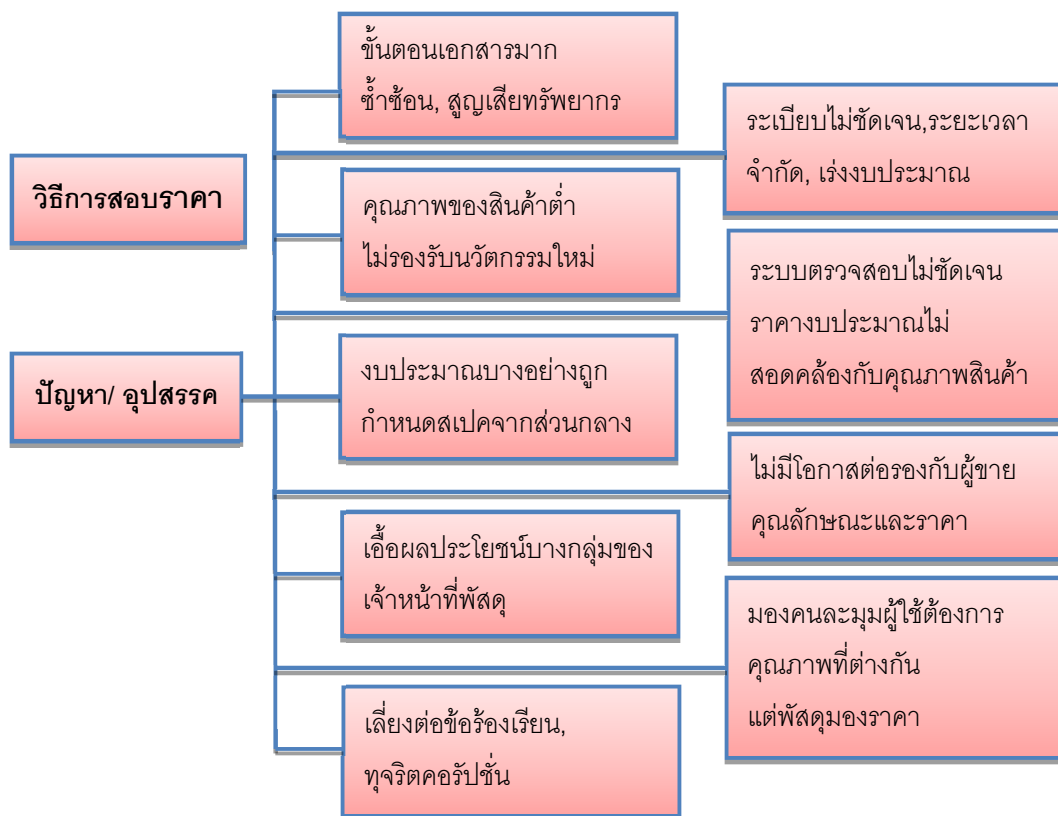 ขั้นตอนเอกสารมาก
ซ้ำซ้อน, สูญเสียทรัพยากร
ระเบียบไม่ชัดเจน,ระยะเวลา
จำกัด, เร่งงบประมาณ
วิธีการสอบราคา
คุณภาพของสินค้าต่ำ
ไม่รองรับนวัตกรรมใหม่
ระบบตรวจสอบไม่ชัดเจน
ราคางบประมาณไม่
สอดคล้องกับคุณภาพสินค้า
ปัญหา/ อุปสรรค
งบประมาณบางอย่างถูก
กำหนดสเปคจากส่วนกลาง
ไม่มีโอกาสต่อรองกับผู้ขาย
คุณลักษณะและราคา
เอื้อผลประโยชน์บางกลุ่มของ
เจ้าหน้าที่พัสดุ
มองคนละมุมผู้ใช้ต้องการ
คุณภาพที่ต่างกัน
แต่พัสดุมองราคา
เสี่ยงต่อข้อร้องเรียน,
ทุจริตคอรัปชั่น